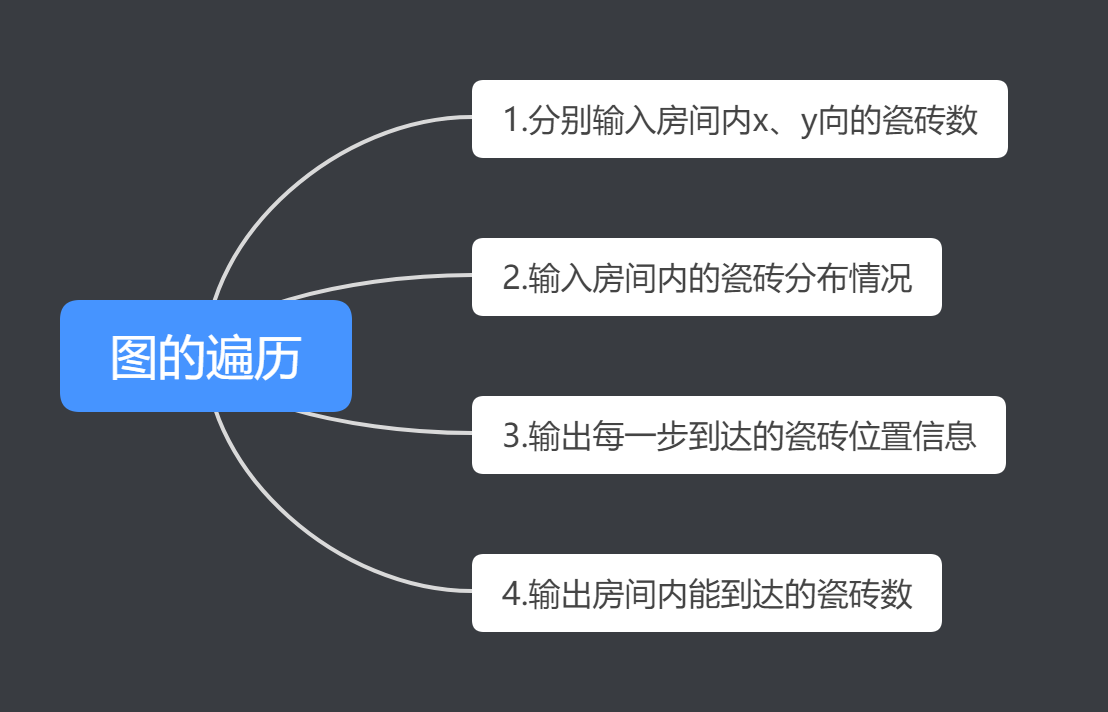 图的遍历
1.分别输入房间内x、y向的瓷砖数
2.输入房间内的瓷砖分布情况
3.输出每一步到达的瓷砖位置信息
4.输出房间内能到达的瓷砖数